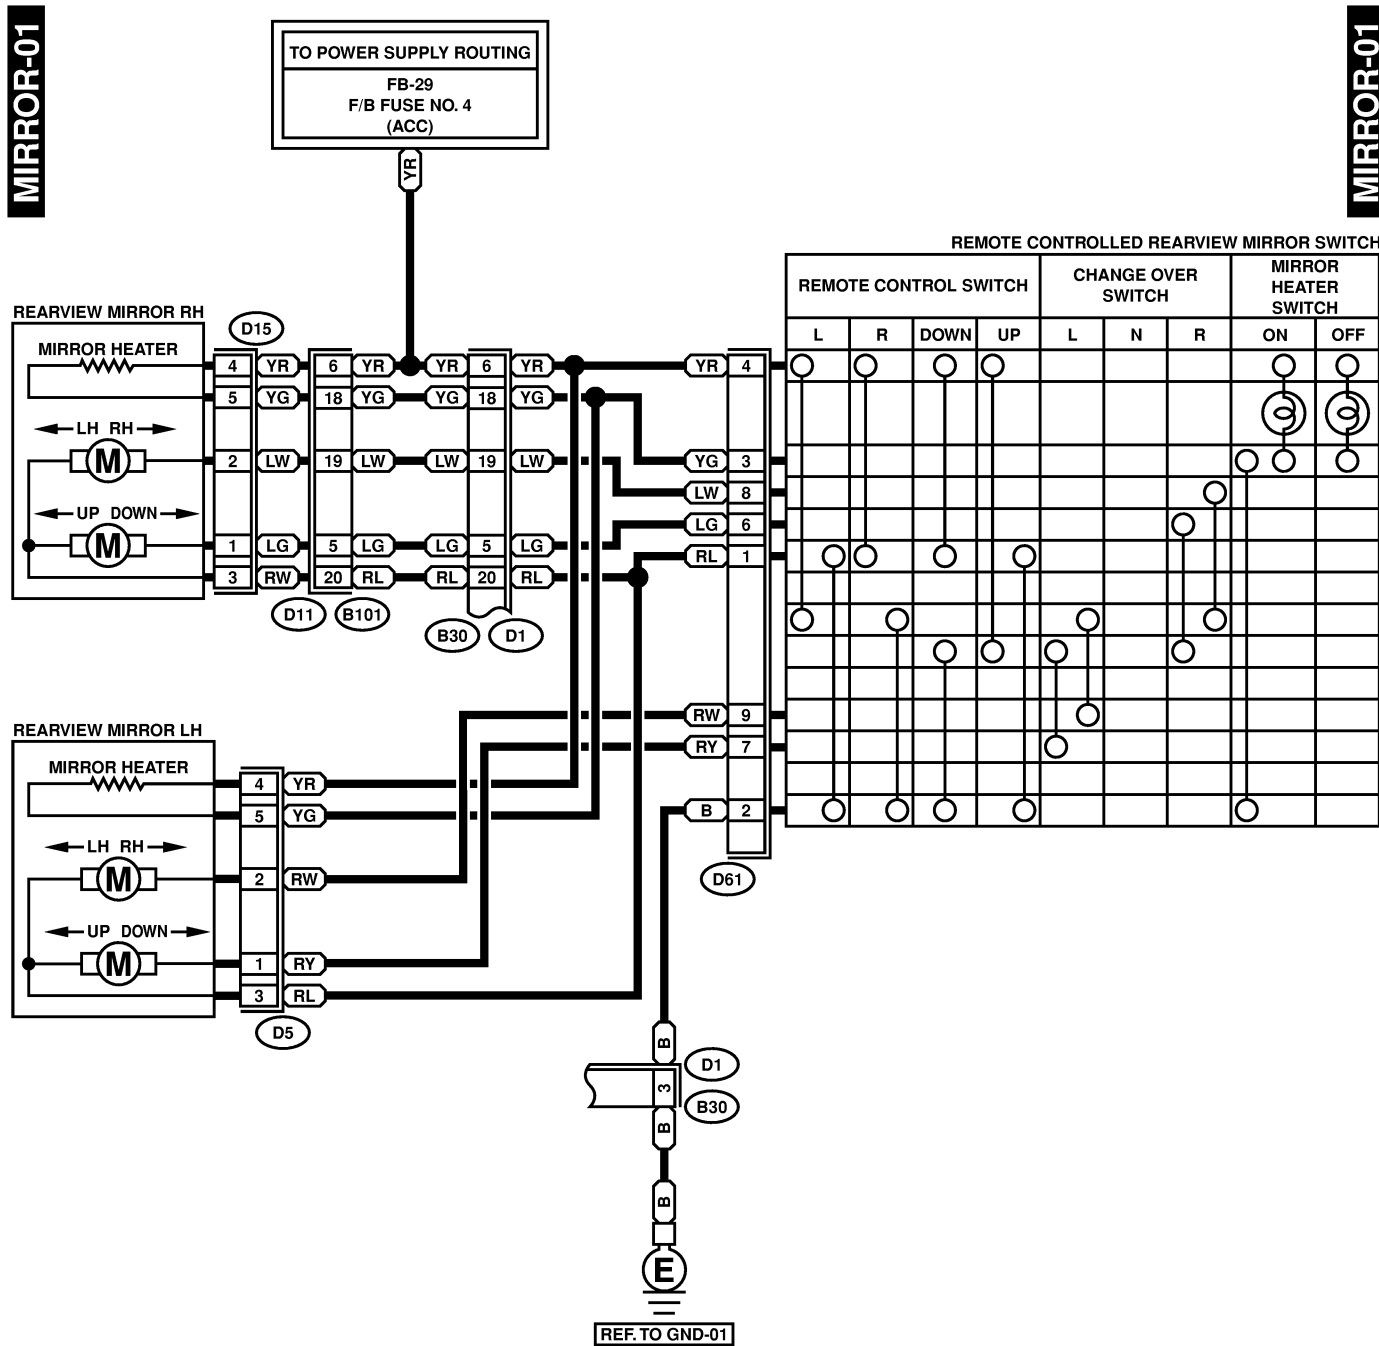 MIRROR-01
MIRROR-01
TO POWER SUPPLY ROUTING
FB-29
F/B FUSE NO. 4
(ACC)
YR
REMOTE CONTROLLED REARVIEW MIRROR SWITCH
REMOTE CONTROL SWITCH
CHANGE OVER
SWITCH
MIRROR
HEATER
SWITCH
L R DOWN UP L N R ON OFF
REARVIEW MIRROR RH
D15
MIRROR HEATER
4 YR 6 YR YR 6 YR YR 4
5 YG 18 YG YG 18 YG
LH RH
M 2 LW 19 LW LW 19 LW YG 3
LW 8
UP DOWN
LG 6
M 1 LG 5 LG LG 5 LG RL 1
3 RW 20 RL RL 20 RL
D11 B101
B30 D1
RW 9
REARVIEW MIRROR LH
RY 7
MIRROR HEATER
4 YR
B 2
5 YG
LH RH
M 2 RW
D61
UP DOWN
M 1 RY
3 RL
D5
B
D1
3
B30
B
B
E
REF. TO GND-01